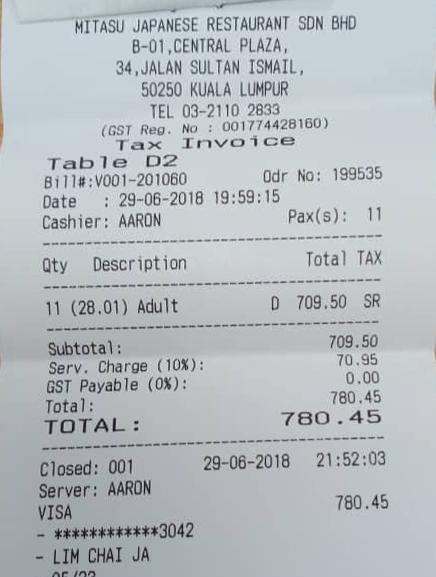 MITASU JAPANESE RESTAURANT SDN BHD
B-01,CENTRAL PLAZA,
34,JALAN SULTAN ISMAIL,
50250 KUALA LUMPUR
TEL 03-2110 2833
(GST Reg. No : 001774428160)
Tax Invoice
Table D2
Bill#:V001-201060 Odr No: 199535
Date : 29-06-2018 19:59:15
Cashier: AARON Pax(s): 11
Qty Description Total TAX
11 (28.01) Adult D 709.50 SR
Subtotal: 709.50
Serv. Charge (10%): 70.95
GST Payable (0%): 0.00
Total: 780.45
TOTAL: 780.45
Closed: 001 29-06-2018 21:52:03
Server: AARON
VISA 780.45
- ************3042
- LIM CHAI JA